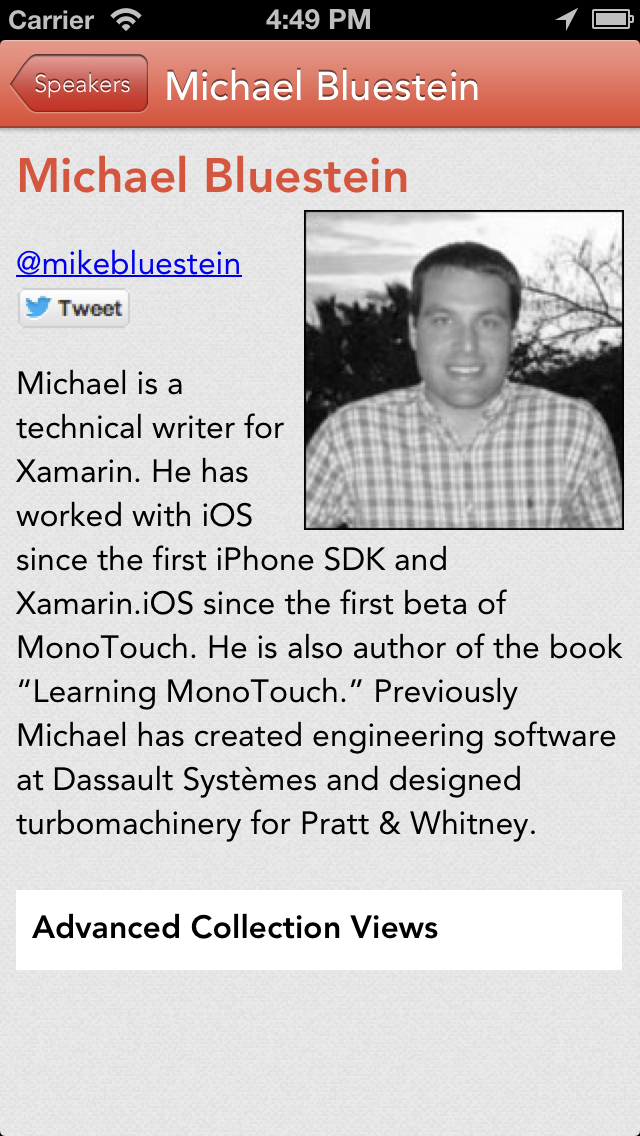 Carrier 4:49 PM
Speakers Michael Bluestein
Michael Bluestein
@mikebluestein
Tweet
Michael is a
technical writer for
Xamarin. He has
worked with iOS
since the first iPhone SDK and
Xamarin.iOS since the first beta of
MonoTouch. He is also author of the book
“Learning MonoTouch.” Previously
Michael has created engineering software
at Dassault Systèmes and designed
turbomachinery for Pratt & Whitney.
Advanced Collection Views